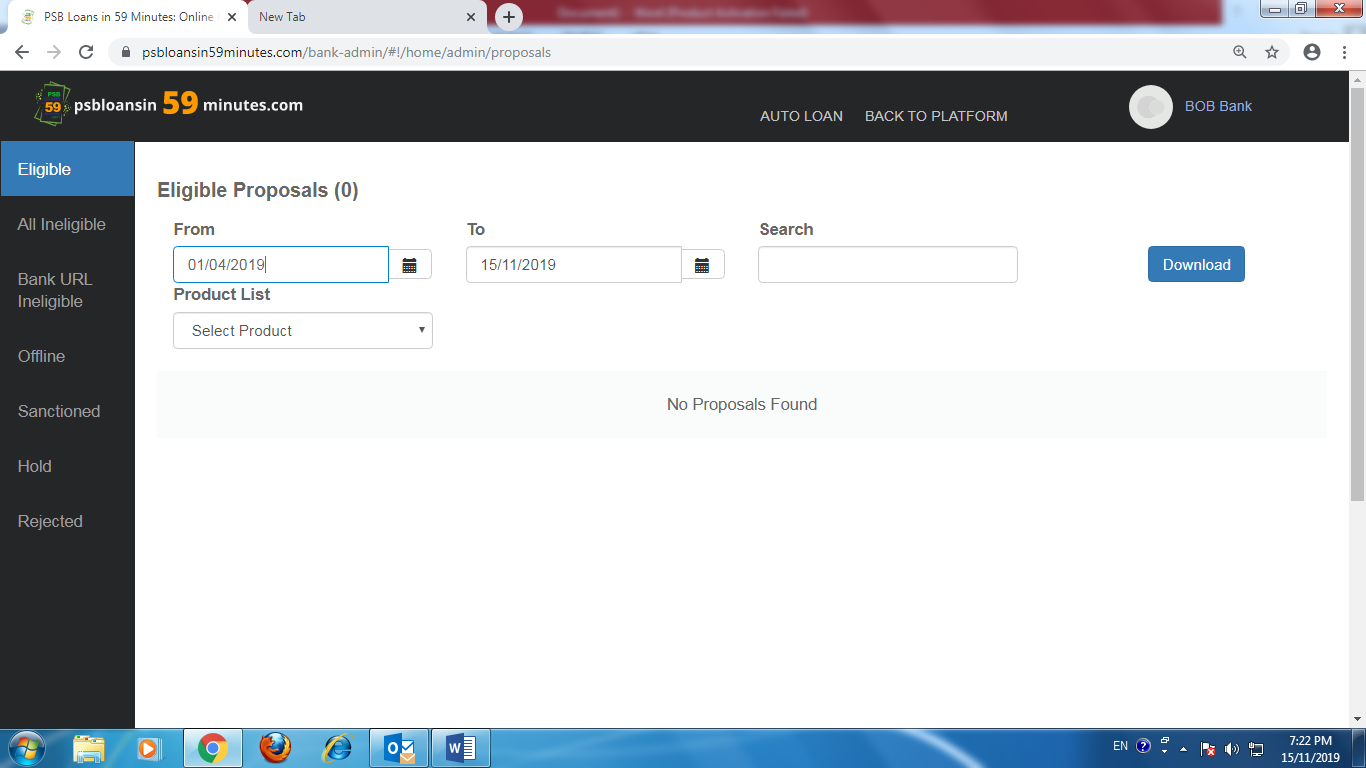 PSB Loans in 59 Minutes: Online
New Tab
psbloansin59minutes.com/bank-admin/#!/home/admin/proposals
PSB
59
psbloansin 59 minutes.com
AUTO LOAN
BACK TO PLATFORM
BOB Bank
Eligible
All Ineligible
Bank URL
Ineligible
Offline
Sanctioned
Hold
Rejected
Eligible Proposals (0)
From
To
Search
01/04/2019
15/11/2019
Download
Product List
Select Product
No Proposals Found
EN
7:22 PM
15/11/2019